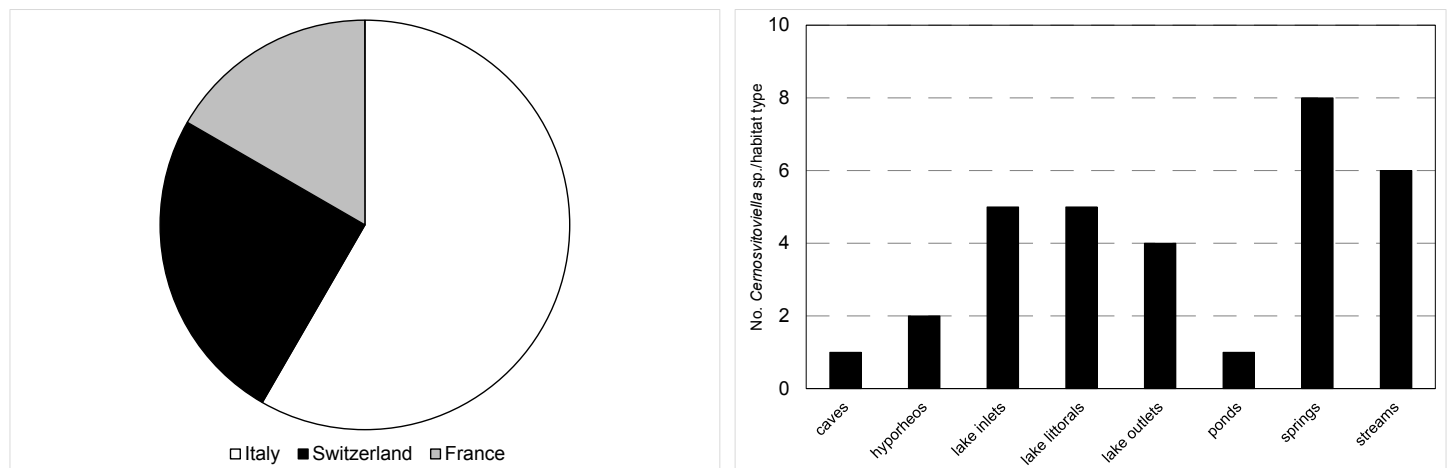 Italy Switzerland France
No. Cernosvitoviella sp./habitat type
10
8
6
4
2
0
caves
hyporheos
lake inlets
lake littorals
lake outlets
ponds
springs
streams